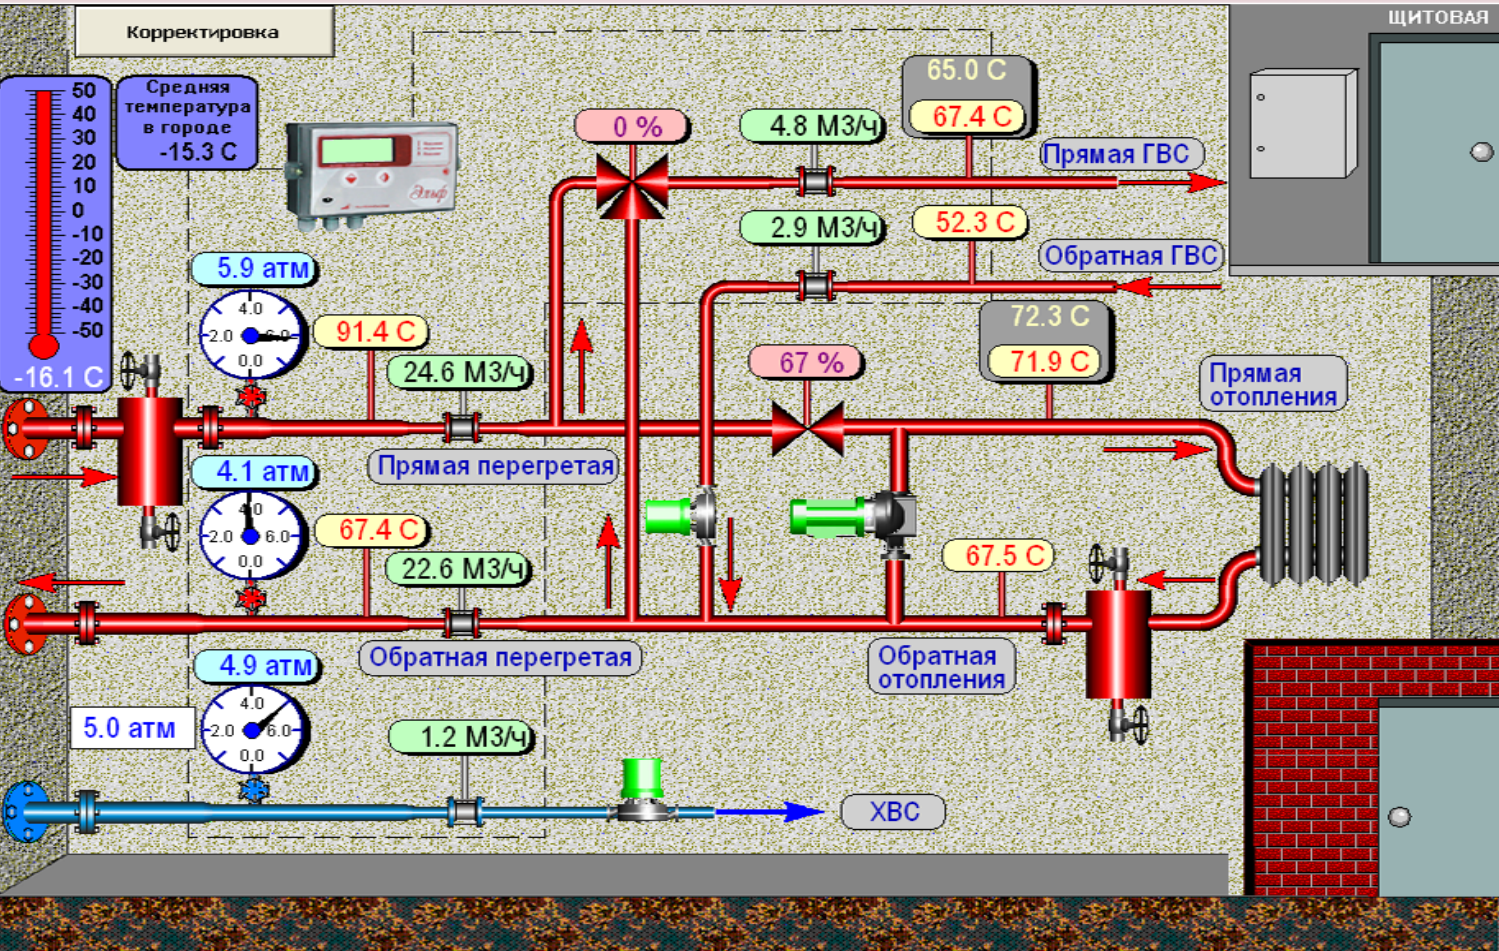 ЩИТОВАЯ
Корректировка
50
40
30
20
10
0
-10
-20
-30
-40
-50
-16.1 C
Средняя
температура
в городе
-15.3 C
Эльф
0 %
4.8 М3/ч
65.0 C
67.4 C
Прямая ГВС
2.9 М3/ч
52.3 C
Обратная ГВС
5.9 атм
4.0
2.0
6.0
0.0
91.4 C
24.6 М3/ч
Прямая перегретая
67 %
72.3 C
71.9 C
Прямая
отопления
4.1 атм
4.0
2.0
6.0
0.0
67.4 C
22.6 М3/ч
Обратная перегретая
67.5 C
Обратная
отопления
4.9 атм
4.0
2.0
6.0
0.0
5.0 атм
1.2 М3/ч
ХВС